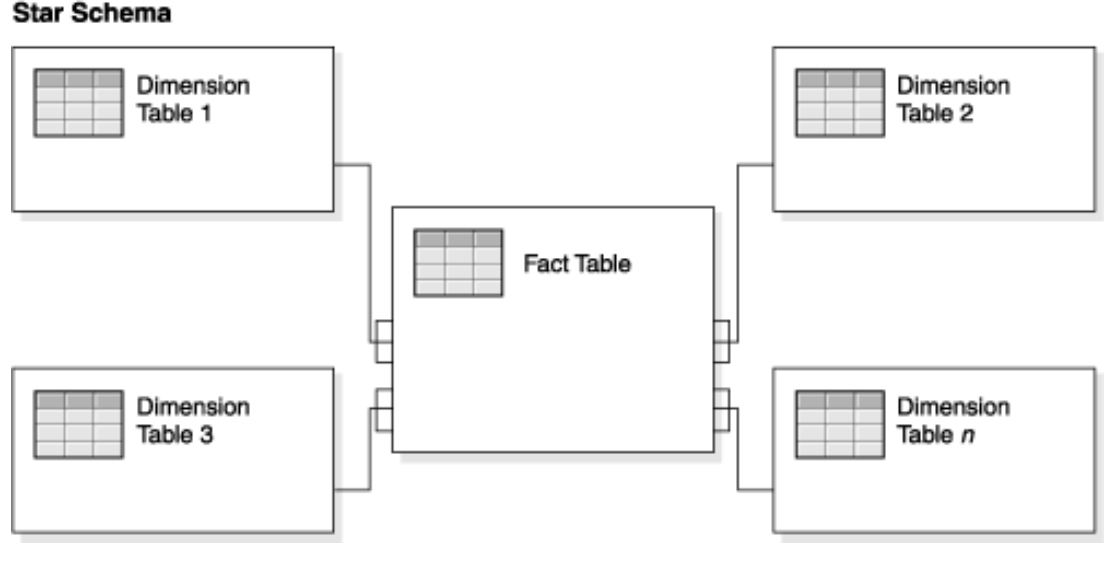 Star Schema
Dimension
Table 1
Dimension
Table 2
Fact Table
Dimension
Table 3
Dimension
Table n